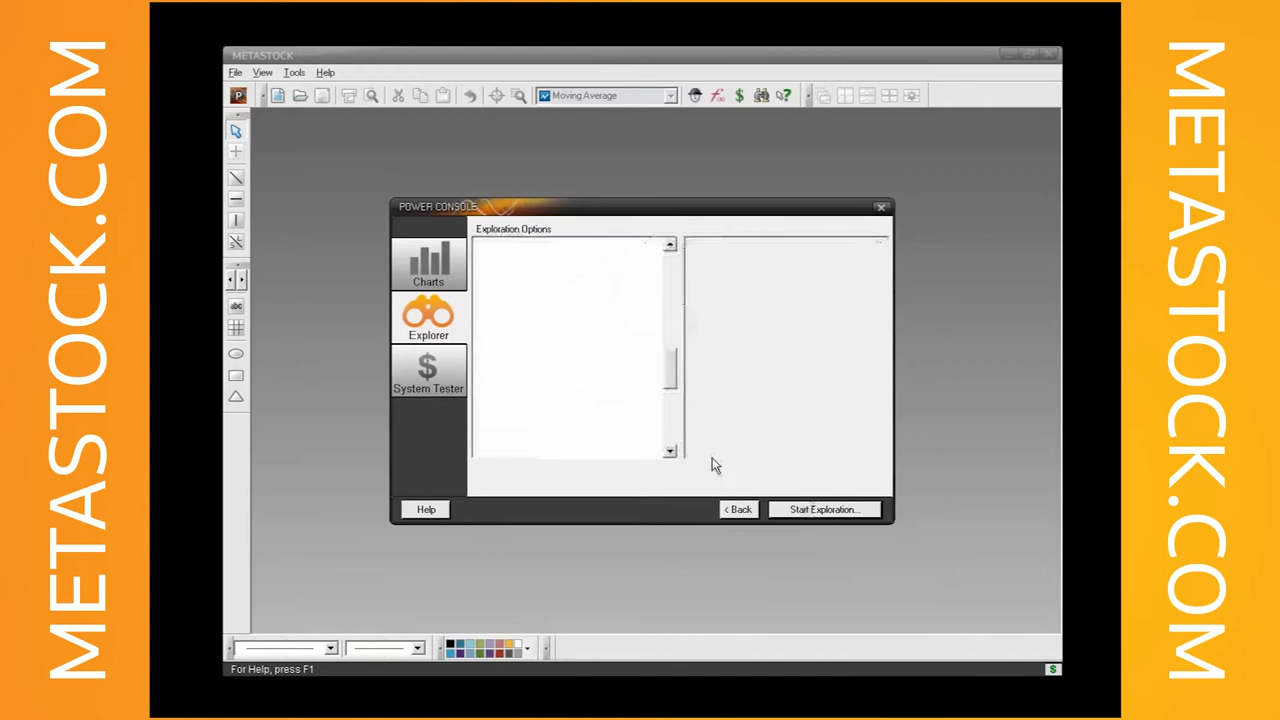 METASTOCK.COM
METASTOCK
File View Tools Help
P Moving Average
POWER CONSOLE
Exploration Options
Charts
Explorer
$
System Tester
abc
Help < Back Start Exploration...
For Help, press F1 $
METASTOCK.COM